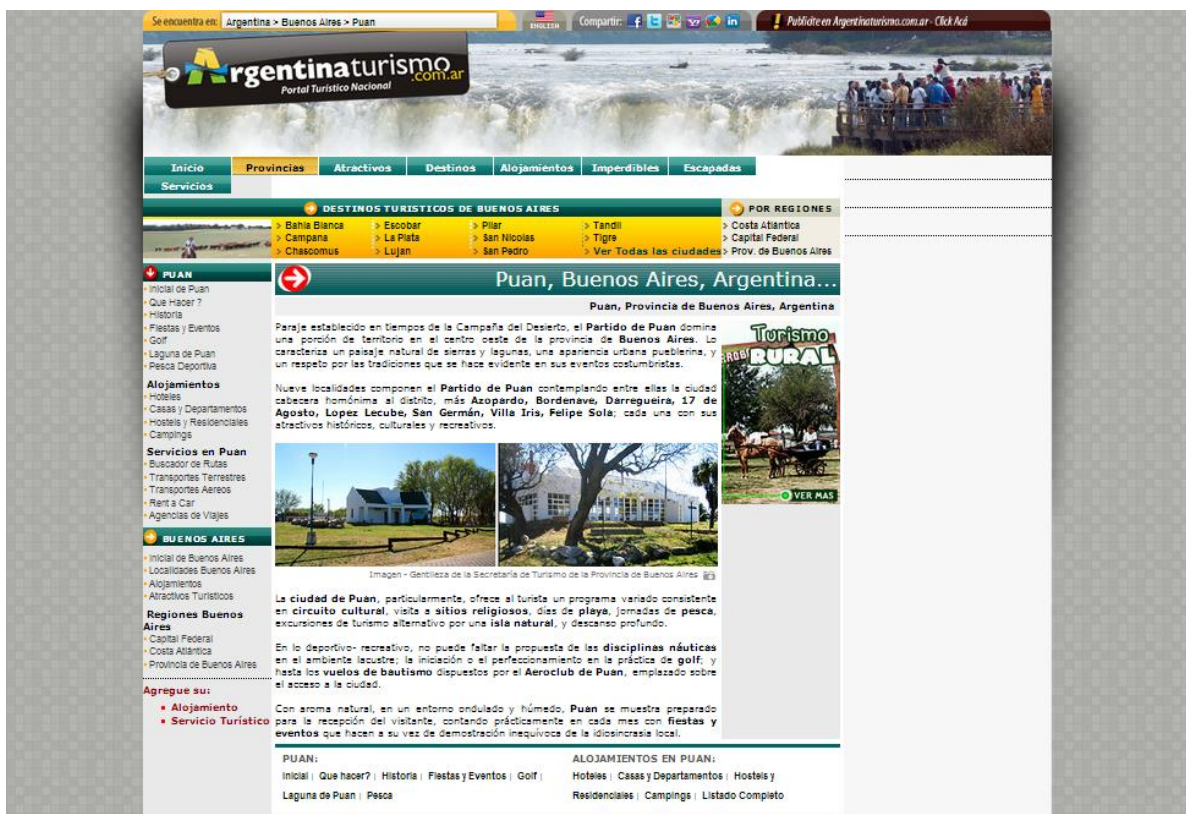 Se encuentra en: Argentina > Buenos Aires > Puan
ENGLISH
Compartir:
Publicite en Argentinaturismo.com.ar - Click Acá
Argentinaturismo.com.ar
Portal Turístico Nacional
Inicio Provincias Atractivos Destinos Alojamientos Imperdibles Escapadas
Servicios
DESTINOS TURISTICOS DE BUENOS AIRES
POR REGIONES
> Bahia Blanca > Escobar > Pilar > Tandil > Costa Atlantica
> Campana > La Plata > San Nicolas > Tigre > Capital Federal
> Chascomus > Lujan > San Pedro > Ver Todas las ciudades > Prov. de Buenos Aires
PUAN
Inicial de Puan
Que Hacer ?
Historia
Fiestas y Eventos
Golf
Laguna de Puan
Pesca Deportiva
Alojamientos
Hoteles
Casas y Departamentos
Hostels y Residenciales
Campings
Servicios en Puan
Buscador de Rutas
Transportes Terrestres
Transportes Aereos
Rent a Car
Agencias de Viajes
BUENOS AIRES
Inicial de Buenos Aires
Localidades Buenos Aires
Alojamientos
Atractivos Turisticos
Regiones Buenos
Aires
Capital Federal
Costa Atlántica
Provincia de Buenos Aires
Agregue su:
Alojamiento
Servicio Turístico
Puan, Buenos Aires, Argentina...
Puan, Provincia de Buenos Aires, Argentina
Paraje establecido en tiempos de la Campaña del Desierto, el Partido de Puan domina
una porción de territorio en el centro oeste de la provincia de Buenos Aires. Lo
caracteriza un paisaje natural de sierras y lagunas, una apariencia urbana pueblerina, y
un respeto por las tradiciones que se hace evidente en sus eventos costumbristas.
Nueve localidades componen el Partido de Puan contemplando entre ellas la ciudad
cabecera homónima al distrito, más Azopardo, Bordenave, Darregueira, 17 de
Agosto, Lopez Lecube, San Germán, Villa Iris, Felipe Sola; cada una con sus
atractivos históricos, culturales y recreativos.
Turismo
RURAL
VER MAS
Imagen - Gentileza de la Secretaría de Turismo de la Provincia de Buenos Aires
La ciudad de Puan, particularmente, ofrece al turista un programa variado consistente
en circuito cultural, visita a sitios religiosos, días de playa, jornadas de pesca,
excursiones de turismo alternativo por una isla natural, y descanso profundo.
En lo deportivo- recreativo, no puede faltar la propuesta de las disciplinas náuticas
en el ambiente lacustre; la iniciación o el perfeccionamiento en la práctica de golf; y
hasta los vuelos de bautismo dispuestos por el Aeroclub de Puan, emplazado sobre
el acceso a la ciudad.
Con aroma natural, en un entorno ondulado y húmedo, Puan se muestra preparado
para la recepción del visitante, contando prácticamente en cada mes con fiestas y
eventos que hacen a su vez de demostración inequívoca de la idiosincrasia local.
PUAN:
Inicial | Que hacer? | Historia | Fiestas y Eventos | Golf |
Laguna de Puan | Pesca
ALOJAMIENTOS EN PUAN:
Hoteles | Casas y Departamentos | Hostels y
Residenciales | Campings | Listado Completo